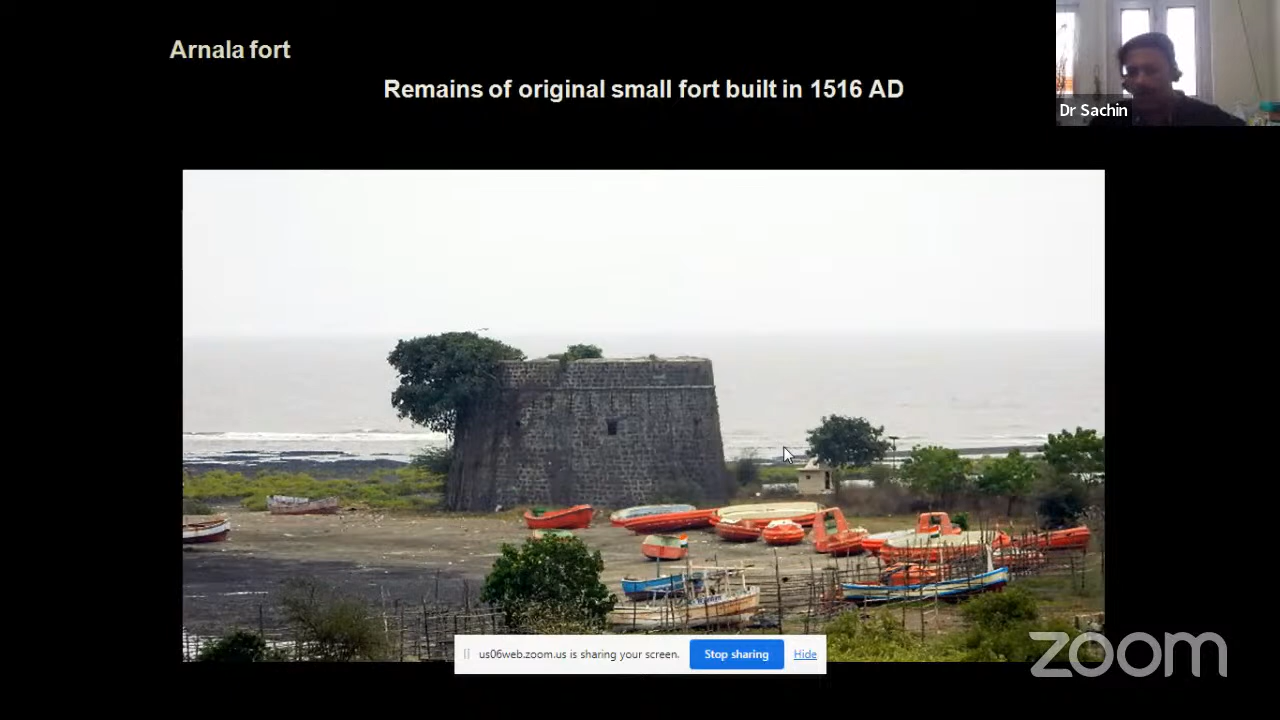 Arnala fort
Remains of original small fort built in 1516 AD
Dr Sachin
us06web.zoom.us is sharing your screen.
Stop sharing
Hide
zoom